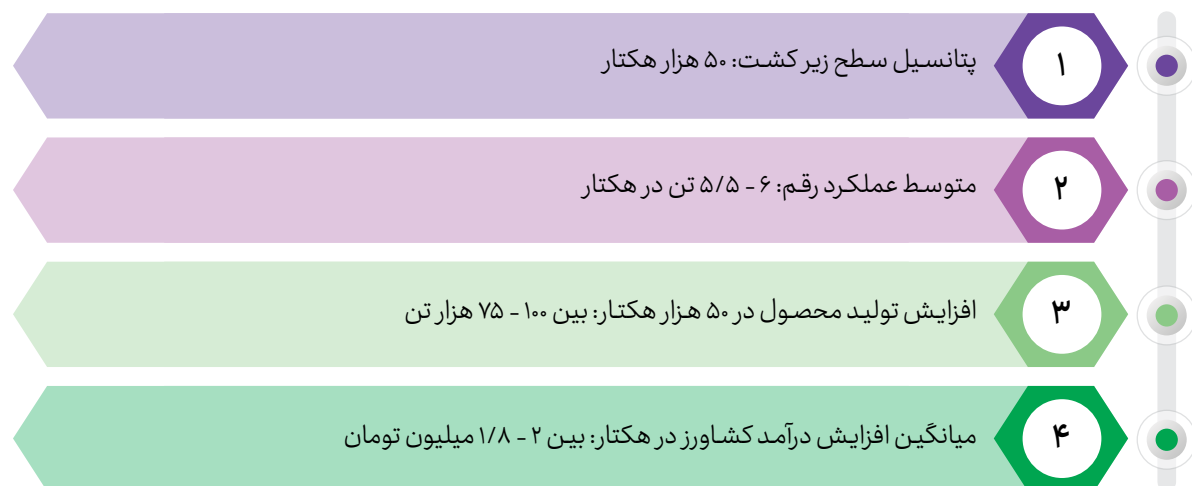 ۱
پتانسیل سطح زیر کشت: ۵۰ هزار هکتار
۲
متوسط عملکرد رقم: ۶ - ۵/۵ تن در هکتار
۳
افزایش تولید محصول در ۵۰ هزار هکتار: بین ۱۰۰ - ۷۵ هزار تن
۴
میانگین افزایش درآمد کشاورز در هکتار: بین ۲ - ۱/۸ میلیون تومان